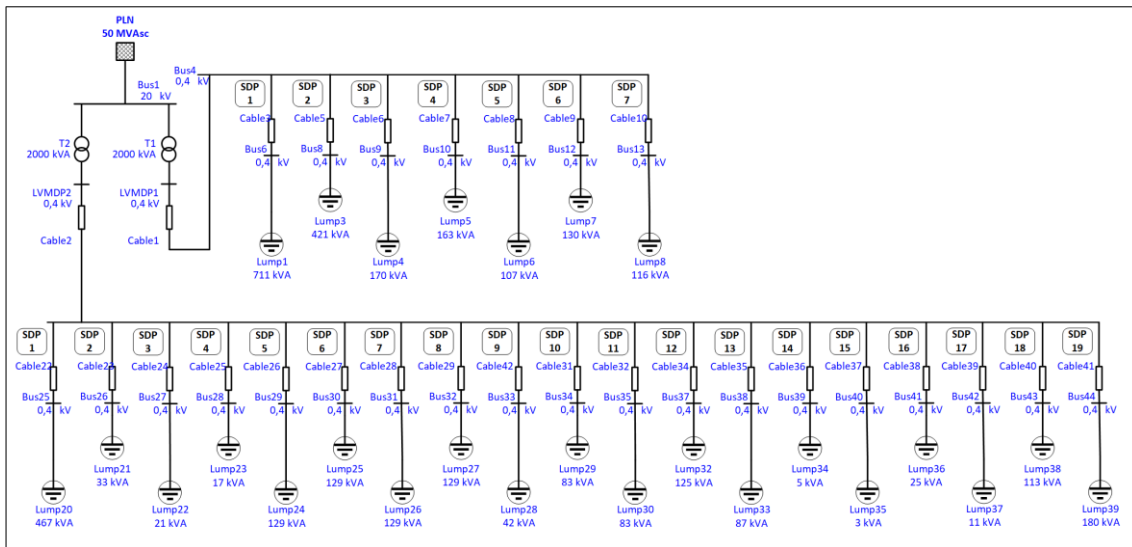 PLN
50 MVAsc
Bus1
20 kV
Bus4
0,4 kV
T2
2000 kVA
T1
2000 kVA
LVMDP2
0,4 kV
LVMDP1
0,4 kV
Cable2
Cable1
SDP
1
SDP
2
SDP
3
SDP
4
SDP
5
SDP
6
SDP
7
Cable3
Cable5
Cable6
Cable7
Cable8
Cable9
Cable10
Bus6
0,4 kV
Bus8
0,4 kV
Bus9
0,4 kV
Bus10
0,4 kV
Bus11
0,4 kV
Bus12
0,4 kV
Bus13
0,4 kV
Lump3
421 kVA
Lump5
163 kVA
Lump7
130 kVA
Lump1
711 kVA
Lump4
170 kVA
Lump6
107 kVA
Lump8
116 kVA
SDP
1
SDP
2
SDP
3
SDP
4
SDP
5
SDP
6
SDP
7
SDP
8
SDP
9
SDP
10
SDP
11
SDP
12
SDP
13
SDP
14
SDP
15
SDP
16
SDP
17
SDP
18
SDP
19
Cable22
Cable23
Cable24
Cable25
Cable26
Cable27
Cable28
Cable29
Cable42
Cable31
Cable32
Cable34
Cable35
Cable36
Cable37
Cable38
Cable39
Cable40
Cable41
Bus25
0,4 kV
Bus26
0,4 kV
Bus27
0,4 kV
Bus28
0,4 kV
Bus29
0,4 kV
Bus30
0,4 kV
Bus31
0,4 kV
Bus32
0,4 kV
Bus33
0,4 kV
Bus34
0,4 kV
Bus35
0,4 kV
Bus37
0,4 kV
Bus38
0,4 kV
Bus39
0,4 kV
Bus40
0,4 kV
Bus41
0,4 kV
Bus42
0,4 kV
Bus43
0,4 kV
Bus44
0,4 kV
Lump21
33 kVA
Lump23
17 kVA
Lump25
129 kVA
Lump27
129 kVA
Lump29
83 kVA
Lump32
125 kVA
Lump34
5 kVA
Lump36
25 kVA
Lump38
113 kVA
Lump20
467 kVA
Lump22
21 kVA
Lump24
129 kVA
Lump26
129 kVA
Lump28
42 kVA
Lump30
83 kVA
Lump33
87 kVA
Lump35
3 kVA
Lump37
11 kVA
Lump39
180 kVA